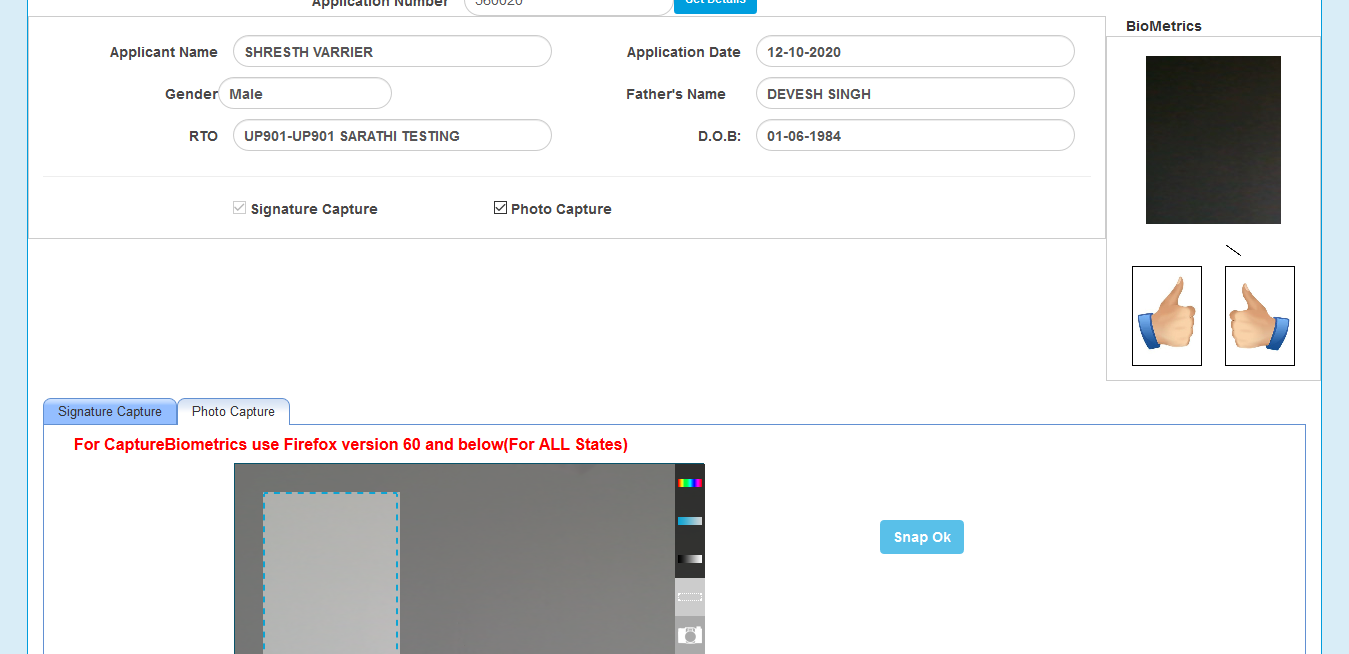 Application Number 560020 Get Details
BioMetrics
Applicant Name SHRESTH VARRIER Application Date 12-10-2020
Gender Male Father's Name DEVESH SINGH
RTO UP901-UP901 SARATHI TESTING D.O.B: 01-06-1984
Signature Capture Photo Capture
Signature Capture Photo Capture
For CaptureBiometrics use Firefox version 60 and below(For ALL States)
Snap Ok